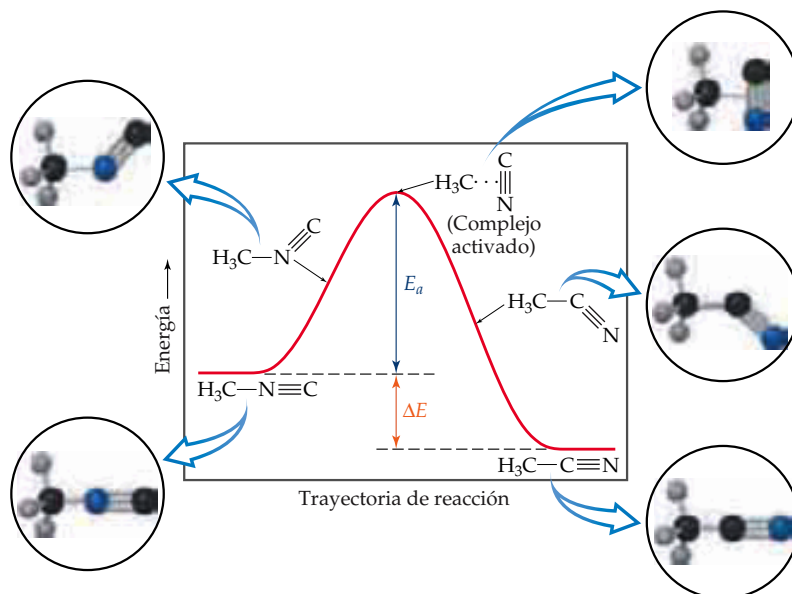 H₃C···C≡N
(Complejo
activado)
H₃C—N≡C
Energía
Eₐ
H₃C—C≡N
H₃C—N≡C
ΔE
H₃C—C≡N
Trayectoria de reacción